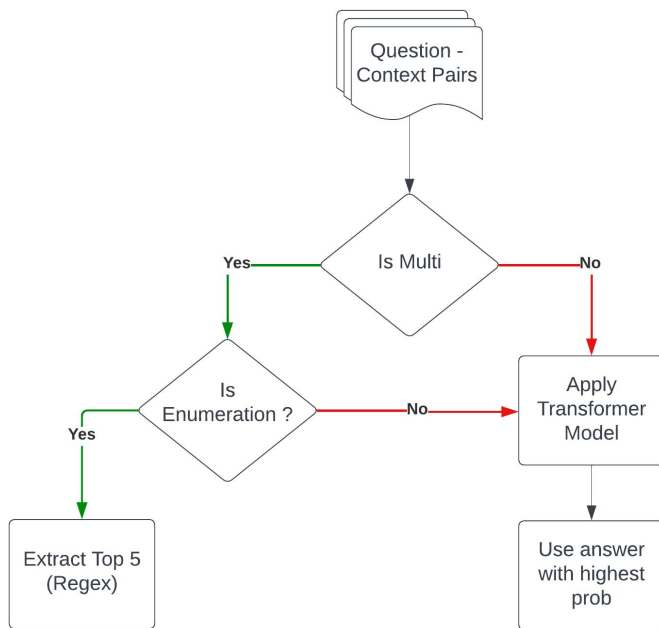 Question -
Context Pairs
Is Multi
Yes
No
Is
Enumeration ?
No
Yes
Apply
Transformer
Model
Extract Top 5
(Regex)
Use answer
with highest
prob